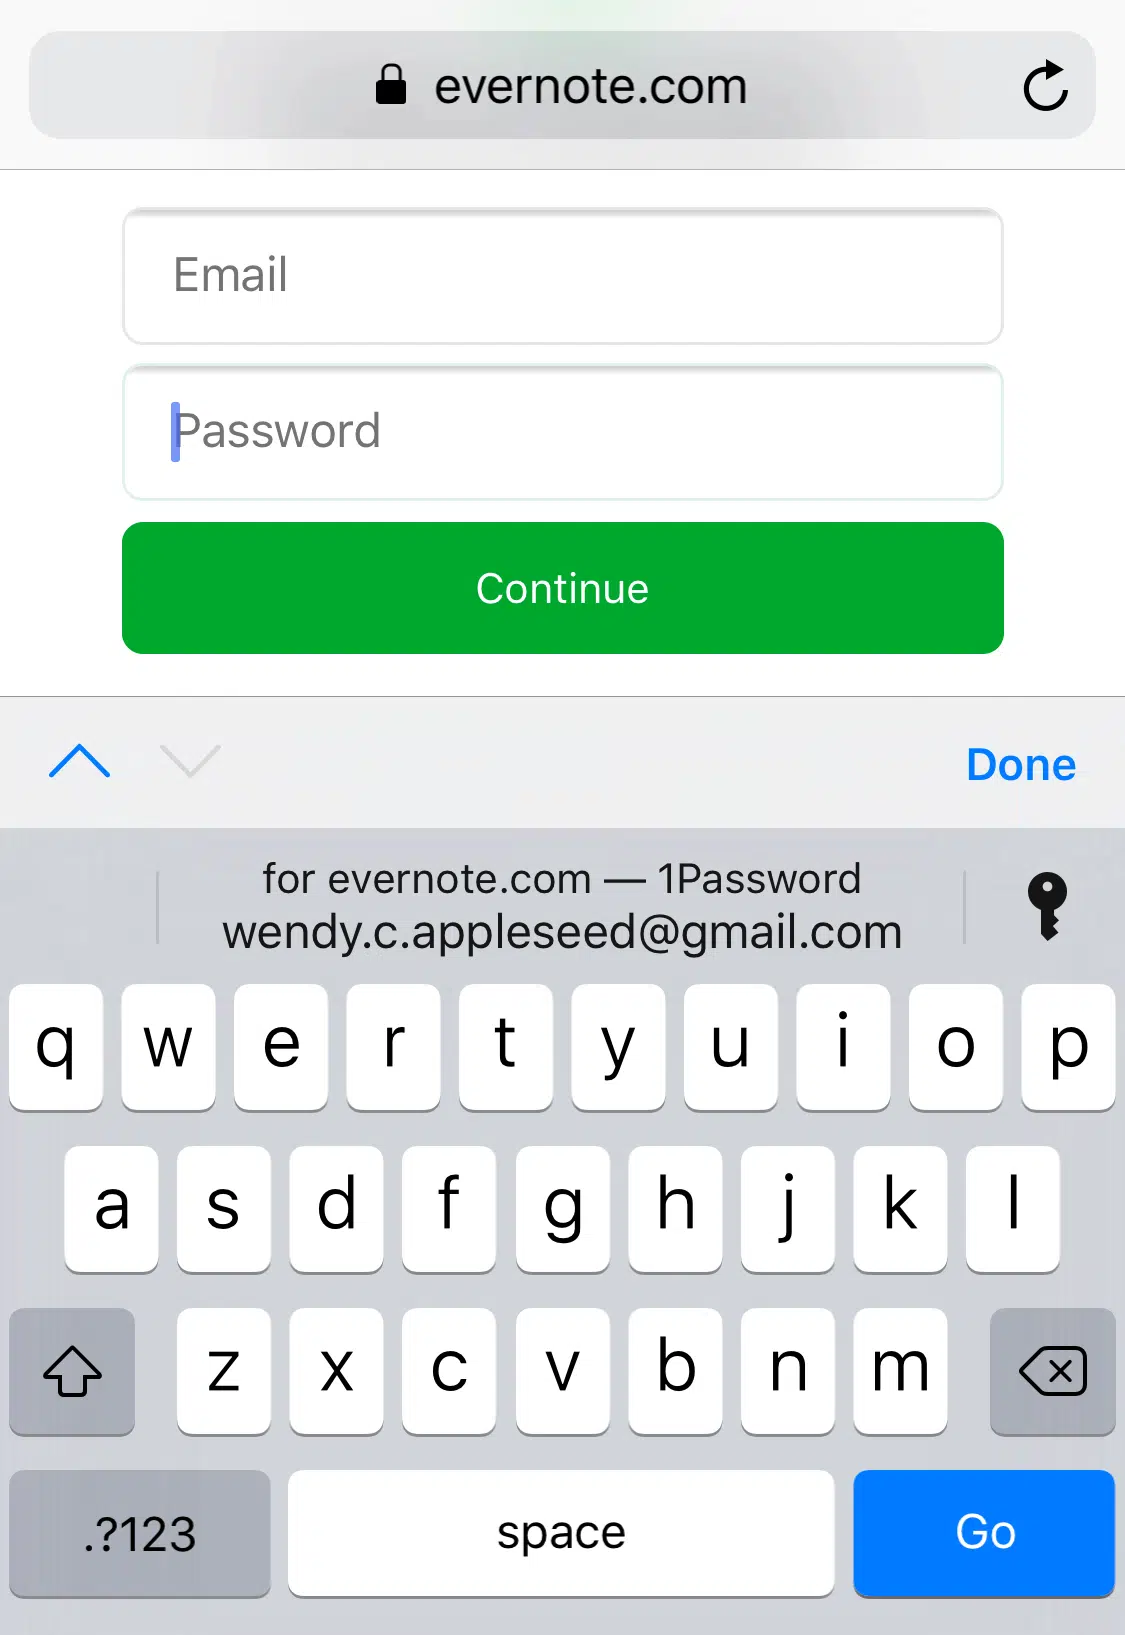 evernote.com
Email
Password
Continue
Done
for evernote.com — 1Password
wendy.c.appleseed@gmail.com
q w e r t y u i o p
a s d f g h j k l
z x c v b n m
.?123 space Go